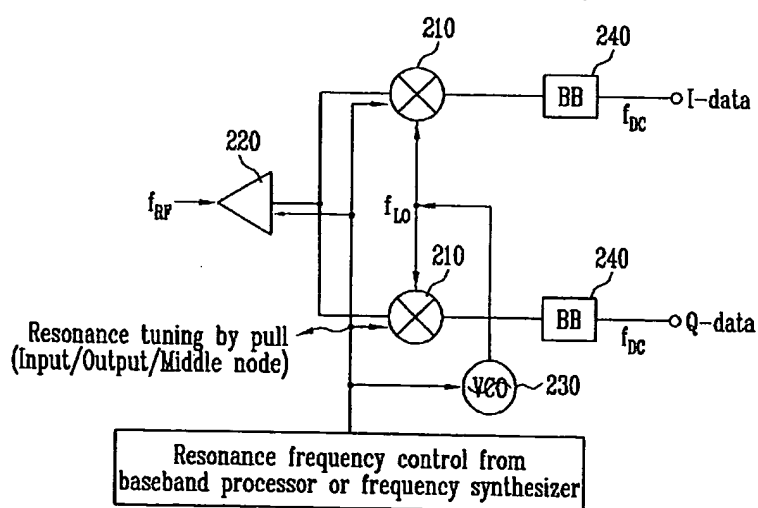 210
240
BB
I-data
f_DC
220
f_RF
f_LO
210
240
BB
Q-data
f_DC
Resonance tuning by pull
(Input/Output/Middle node)
VCO
230
Resonance frequency control from
baseband processor or frequency synthesizer